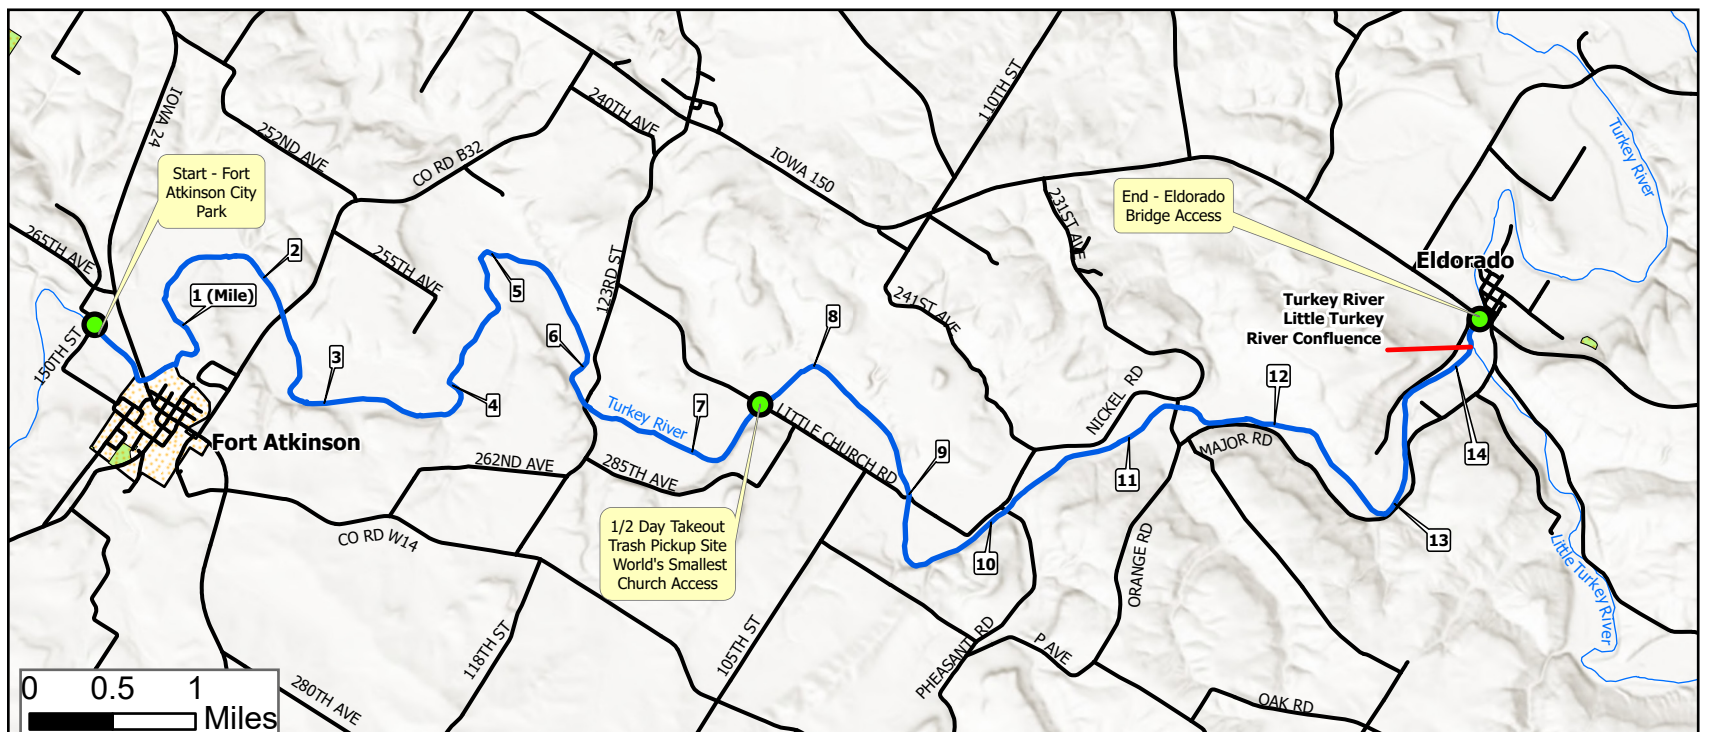 IOWA 24
252ND AVE
CO RD B32
240TH AVE
IOWA 150
110TH ST
Turkey River
Start - Fort
Atkinson City
Park
265TH AVE
150TH ST
1 (Mile)
2
255TH AVE
3
4
5
6
123RD ST
7
8
Turkey River
241ST AVE
231ST AVE
End - Eldorado
Bridge Access
Eldorado
Turkey River
Little Turkey
River Confluence
Fort Atkinson
262ND AVE
285TH AVE
LITTLE CHURCH RD
9
NICKEL RD
11
12
MAJOR RD
14
13
10
1/2 Day Takeout
Trash Pickup Site
World's Smallest
Church Access
CO RD W14
ORANGE RD
Little Turkey River
118TH ST
105TH ST
PHEASANT RD
P AVE
OAK RD
280TH AVE
0 0.5 1
Miles